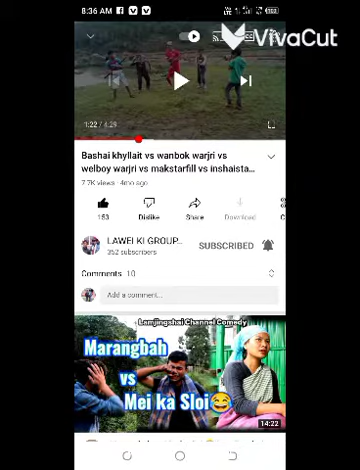 8:36 AM
VivaCut
1:22 / 4:29
Bashai khyllait vs wanbok warjri vs
welboy warjri vs makstarfill vs inshaista...
7.7K views · 4mo ago
153
Dislike
Share
Download
LAWEI KI GROUP...
352 subscribers
SUBSCRIBED
Comments 10
Add a comment...
Lamjingshai Channel Comedy
Marangbah
vs
Mei ka Sloi😂
14:22